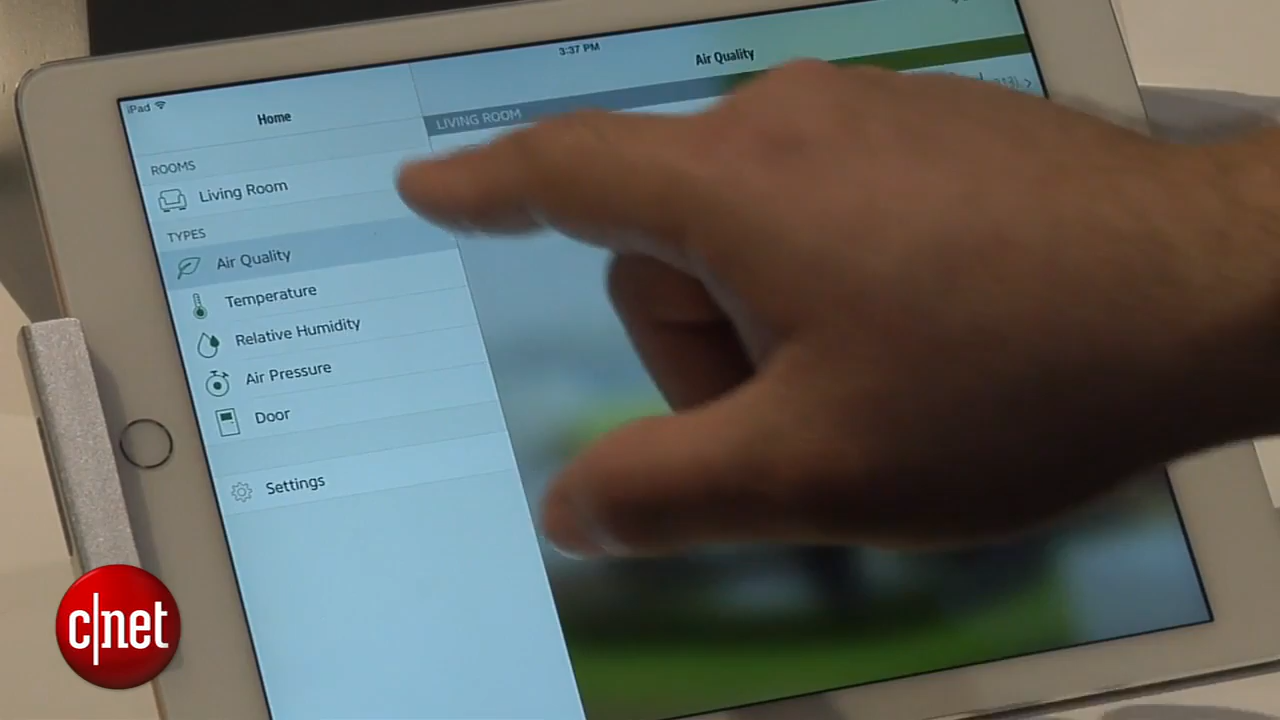 3:37 PM
iPad
Home
Air Quality
LIVING ROOM
ROOMS
Living Room
TYPES
Air Quality
Temperature
Relative Humidity
Air Pressure
Door
Settings
c|net